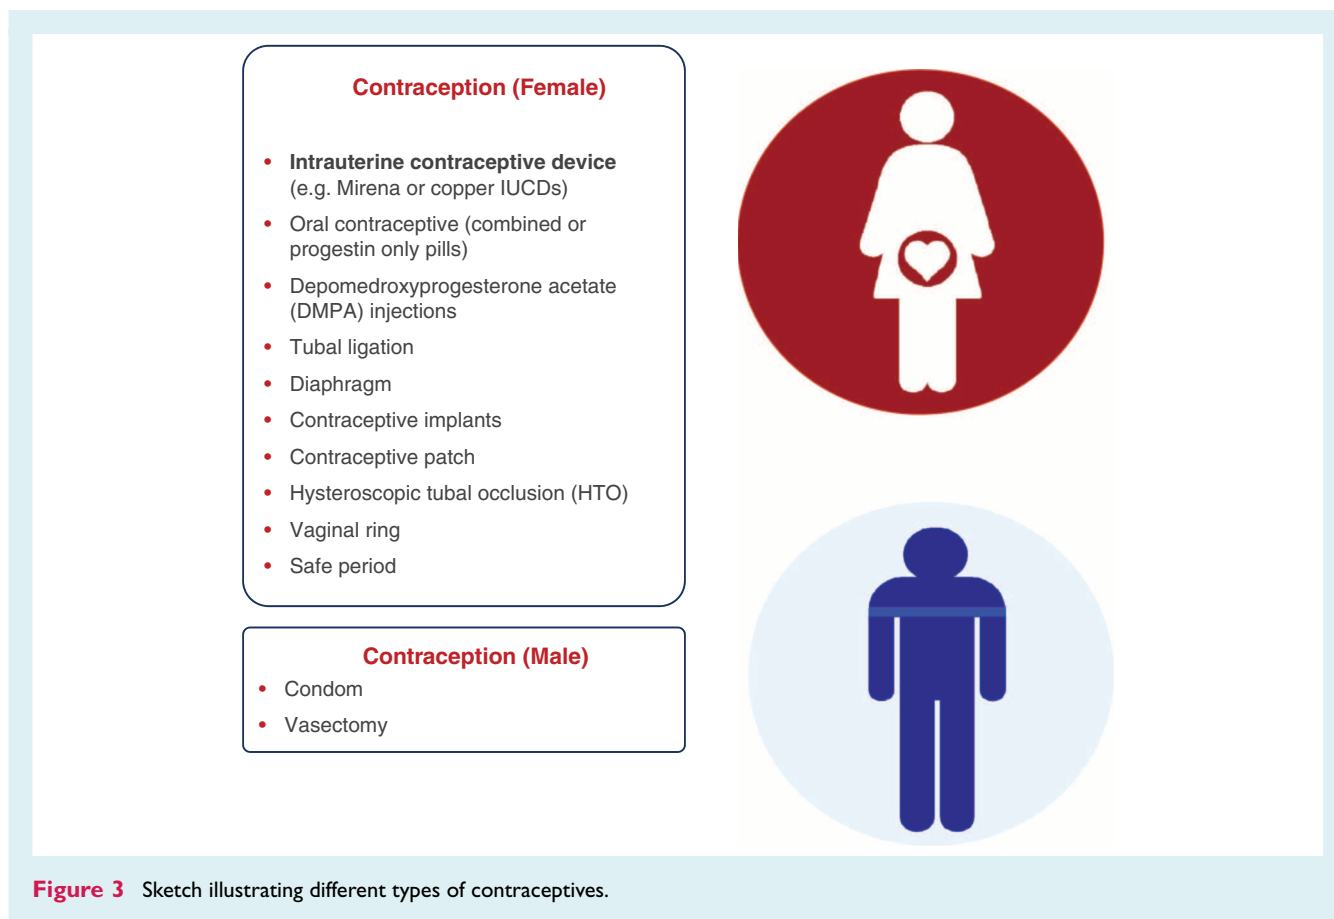 Contraception (Female)
• Intrauterine contraceptive device
(e.g. Mirena or copper IUCDs)
• Oral contraceptive (combined or
progestin only pills)
• Depomedroxyprogesterone acetate
(DMPA) injections
• Tubal ligation
• Diaphragm
• Contraceptive implants
• Contraceptive patch
• Hysteroscopic tubal occlusion (HTO)
• Vaginal ring
• Safe period
Contraception (Male)
• Condom
• Vasectomy
Figure 3 Sketch illustrating different types of contraceptives.